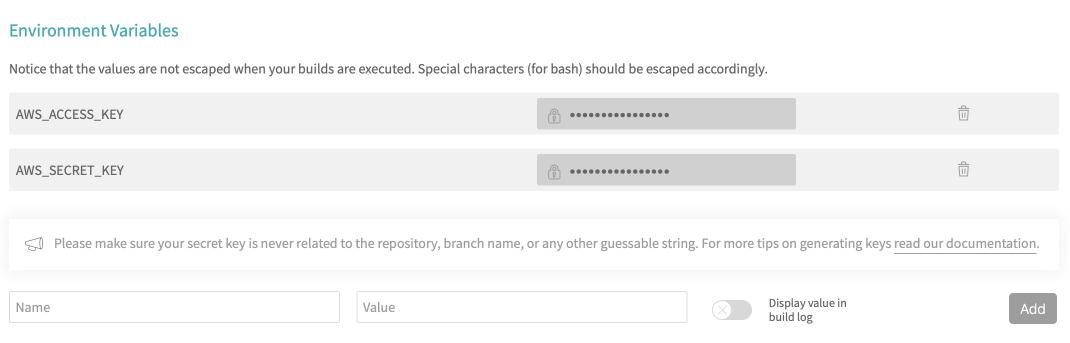 Environment Variables
Notice that the values are not escaped when your builds are executed. Special characters (for bash) should be escaped accordingly.
AWS_ACCESS_KEY ••••••••••••••••
AWS_SECRET_KEY ••••••••••••••••
Please make sure your secret key is never related to the repository, branch name, or any other guessable string. For more tips on generating keys read our documentation.
Name Value Display value in
build log Add